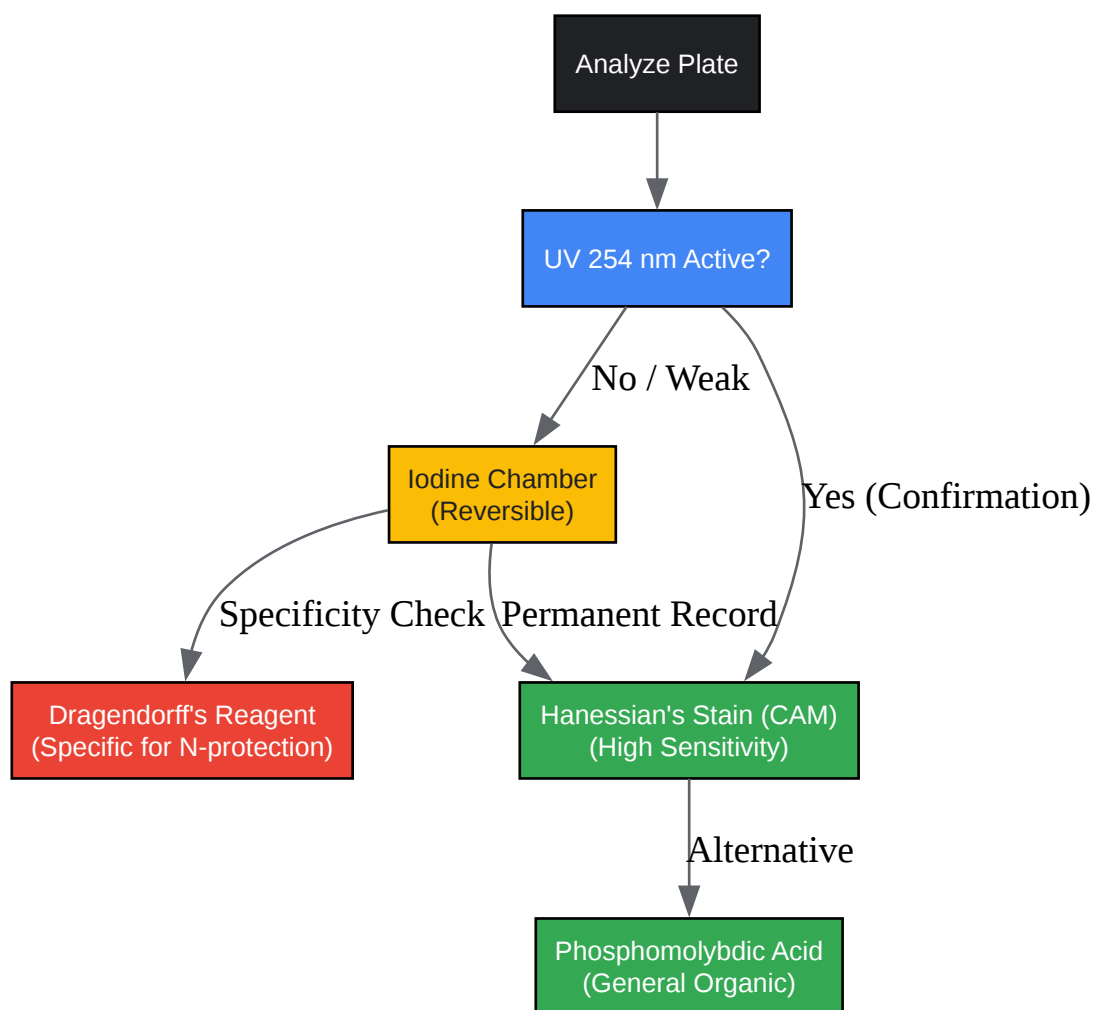 Analyze Plate
UV 254 nm Active?
No / Weak
Iodine Chamber
(Reversible)
Yes (Confirmation)
Specificity Check
Permanent Record
Dragendorff's Reagent
(Specific for N-protection)
Hanessian's Stain (CAM)
(High Sensitivity)
Alternative
Phosphomolybdic Acid
(General Organic)